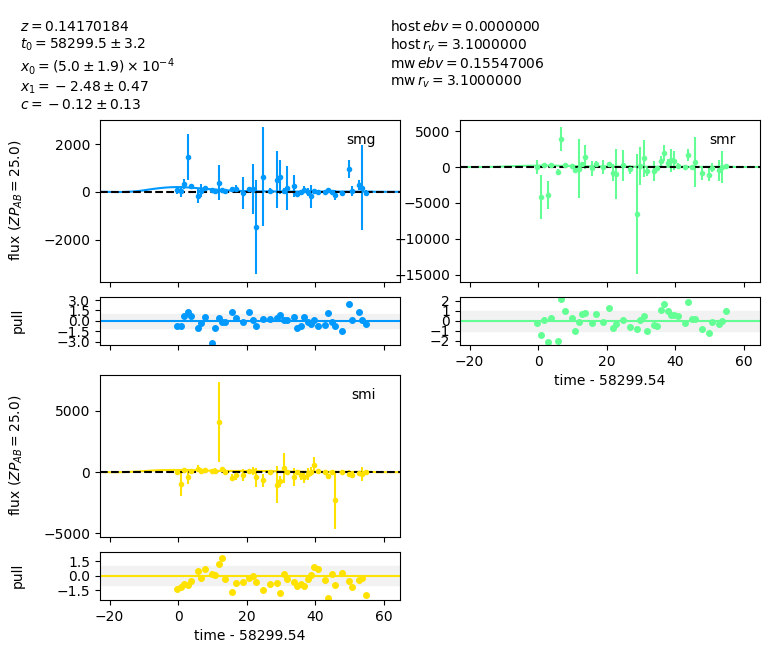 z = 0.14170184
t₀ = 58299.5 ± 3.2
x₀ = (5.0 ± 1.9) × 10⁻⁴
x₁ = −2.48 ± 0.47
c = −0.12 ± 0.13
host ebv = 0.0000000
host r_v = 3.1000000
mw ebv = 0.15547006
mw r_v = 3.1000000
flux (ZP_AB = 25.0)
2000
0
−2000
smg
5000
0
−5000
−10000
−15000
smr
pull
3.0
1.5
0.0
−1.5
−3.0
2
1
0
−1
−2
−20
0
20
40
60
time - 58299.54
flux (ZP_AB = 25.0)
5000
0
−5000
smi
pull
1.5
0.0
−1.5
−20
0
20
40
60
time - 58299.54